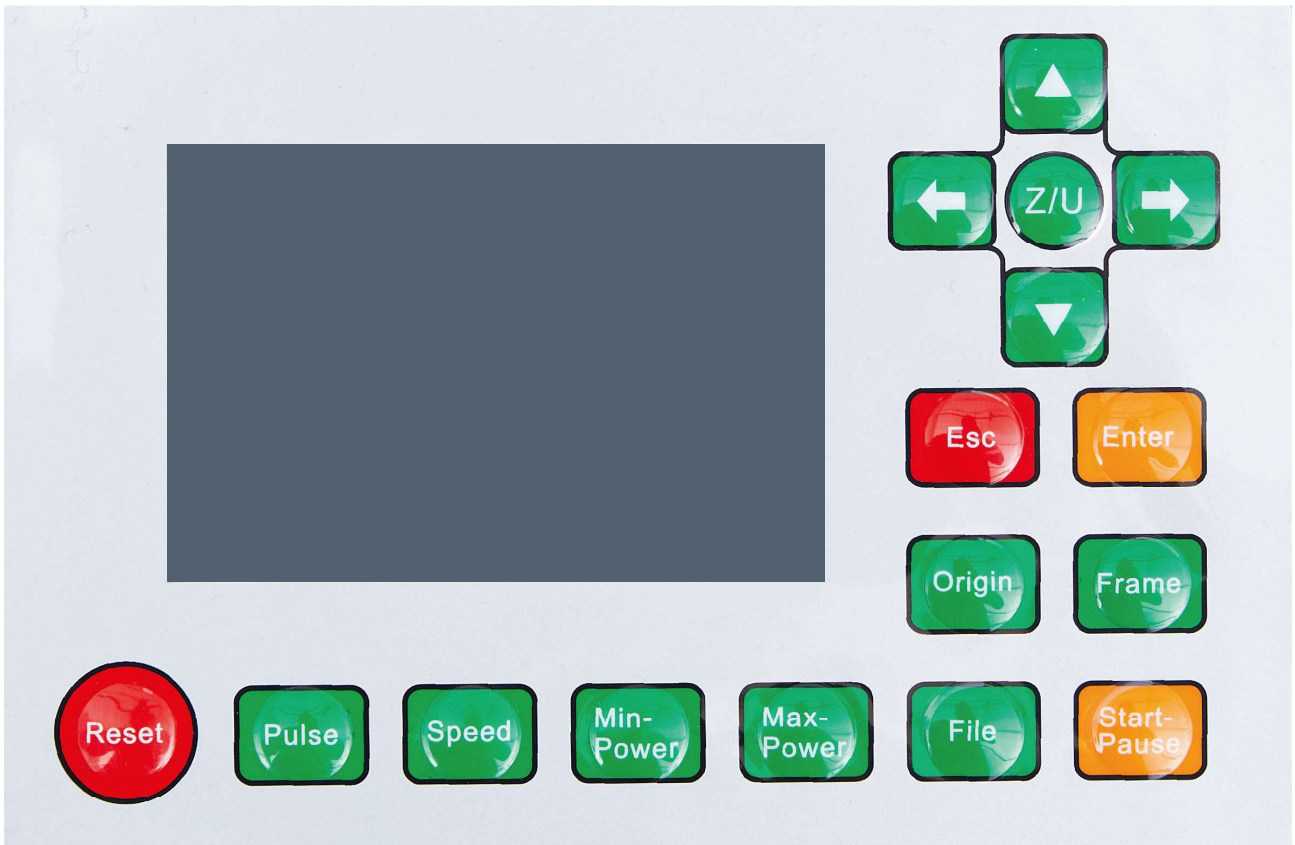 Z/U
Esc
Enter
Origin
Frame
Reset
Pulse
Speed
Min-
Power
Max-
Power
File
Start-
Pause